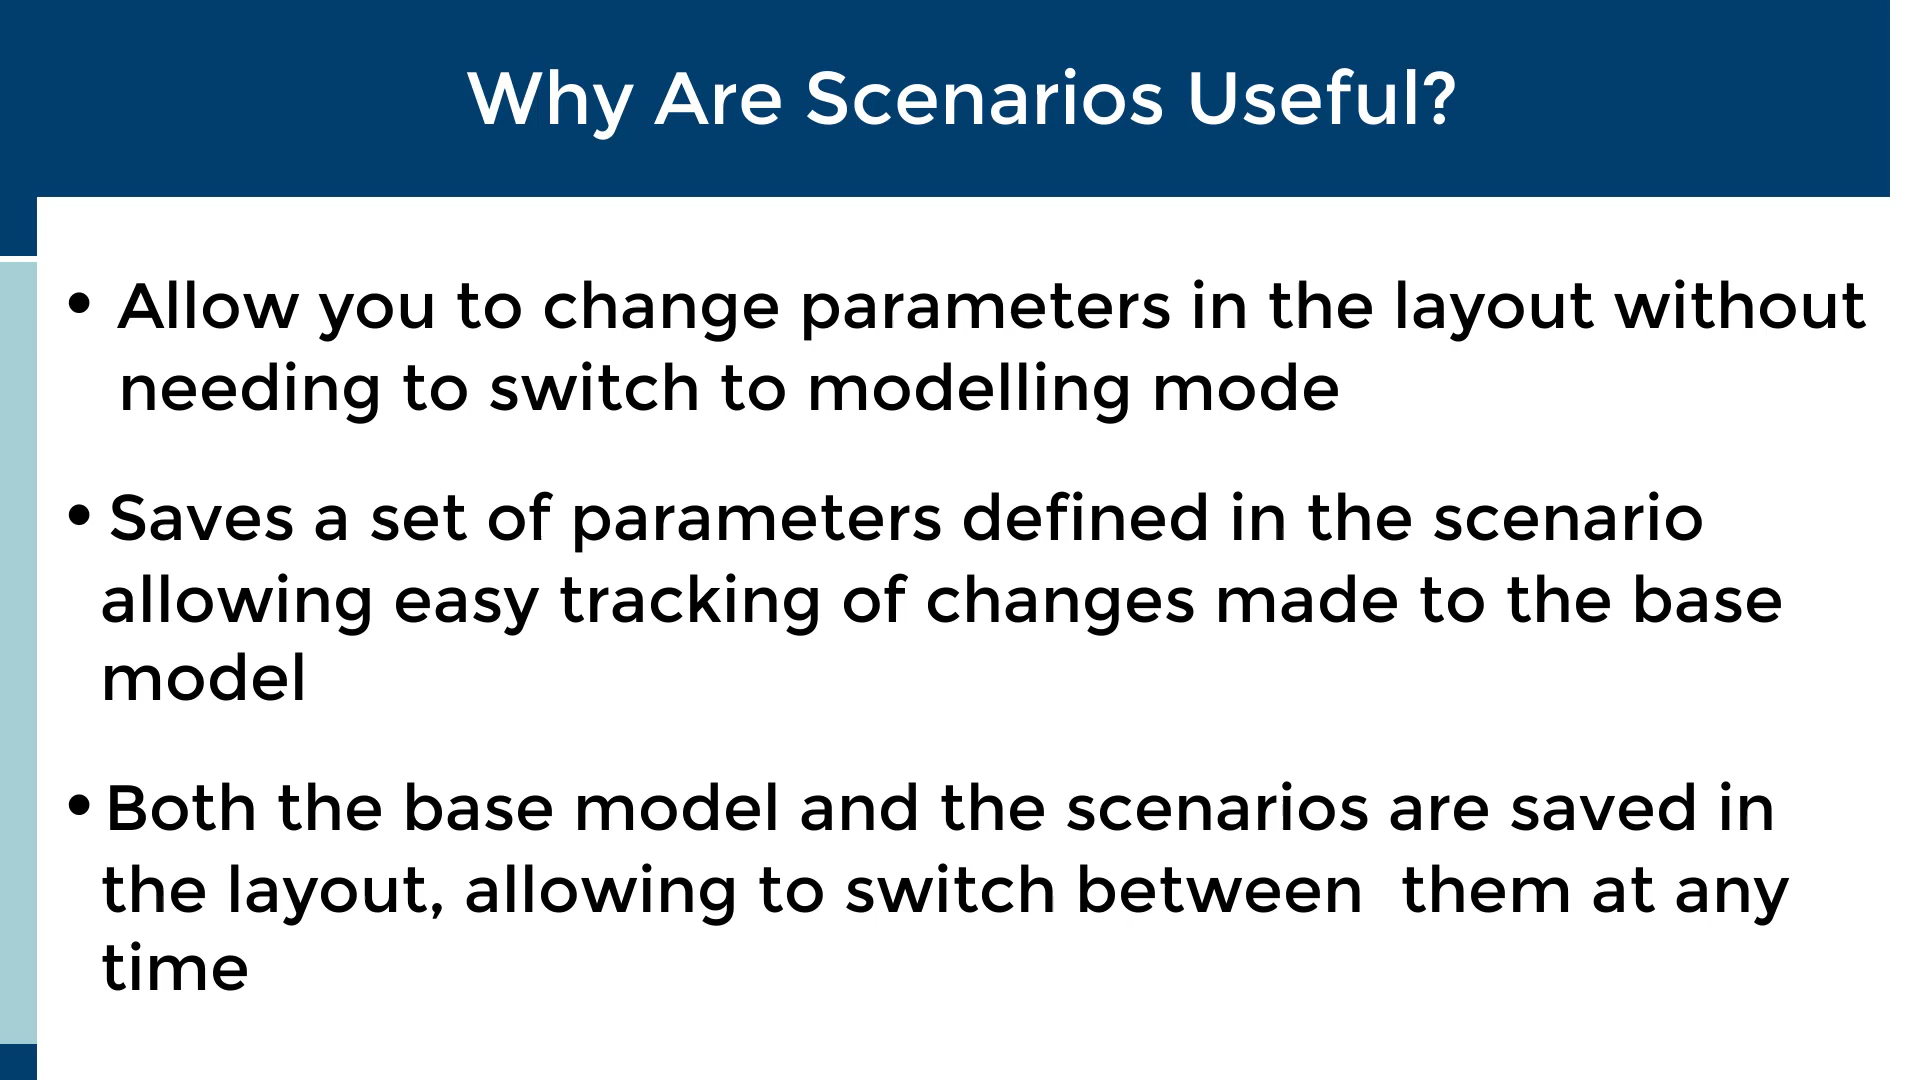 Why Are Scenarios Useful?
• Allow you to change parameters in the layout without
needing to switch to modelling mode
• Saves a set of parameters defined in the scenario
allowing easy tracking of changes made to the base
model
• Both the base model and the scenarios are saved in
the layout, allowing to switch between  them at any
time